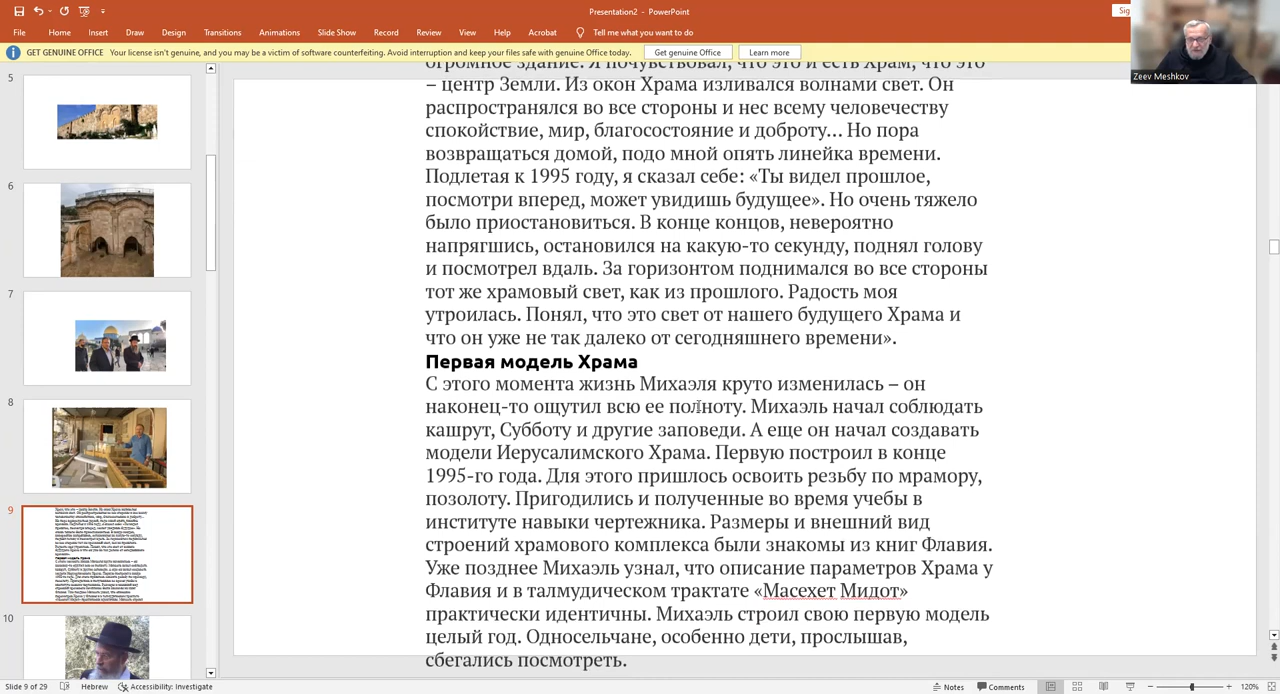 Presentation2 - PowerPoint
Sig
File Home Insert Draw Design Transitions Animations Slide Show Record Review View Help Acrobat Tell me what you want to do
GET GENUINE OFFICE Your license isn't genuine, and you may be a victim of software counterfeiting. Avoid interruption and keep your files safe with genuine Office today. Get genuine Office Learn more
Zeev Meshkov
5
6
7
8
9
10
огромное здание. Я почувствовал, что это и есть Храм, что это
– центр Земли. Из окон Храма изливался волнами свет. Он
распространялся во все стороны и нес всему человечеству
спокойствие, мир, благосостояние и доброту... Но пора
возвращаться домой, подо мной опять линейка времени.
Подлетая к 1995 году, я сказал себе: «Ты видел прошлое,
посмотри вперед, может увидишь будущее». Но очень тяжело
было приостановиться. В конце концов, невероятно
напрягшись, остановился на какую-то секунду, поднял голову
и посмотрел вдаль. За горизонтом поднимался во все стороны
тот же храмовый свет, как из прошлого. Радость моя
утроилась. Понял, что это свет от нашего будущего Храма и
что он уже не так далеко от сегодняшнего времени».
Первая модель Храма
С этого момента жизнь Михаэля круто изменилась – он
наконец-то ощутил всю ее полноту. Михаэль начал соблюдать
кашрут, Субботу и другие заповеди. А еще он начал создавать
модели Иерусалимского Храма. Первую построил в конце
1995-го года. Для этого пришлось освоить резьбу по мрамору,
позолоту. Пригодились и полученные во время учебы в
институте навыки чертежника. Размеры и внешний вид
строений храмового комплекса были знакомы из книг Флавия.
Уже позднее Михаэль узнал, что описания параметров Храма у
Флавия и в талмудическом трактате «Масехет Мидот»
практически идентичны. Михаэль строил свою первую модель
целый год. Односельчане, особенно дети, прослышав,
сбегались посмотреть.
Slide 9 of 29 Hebrew Accessibility: Investigate Notes Comments 120%